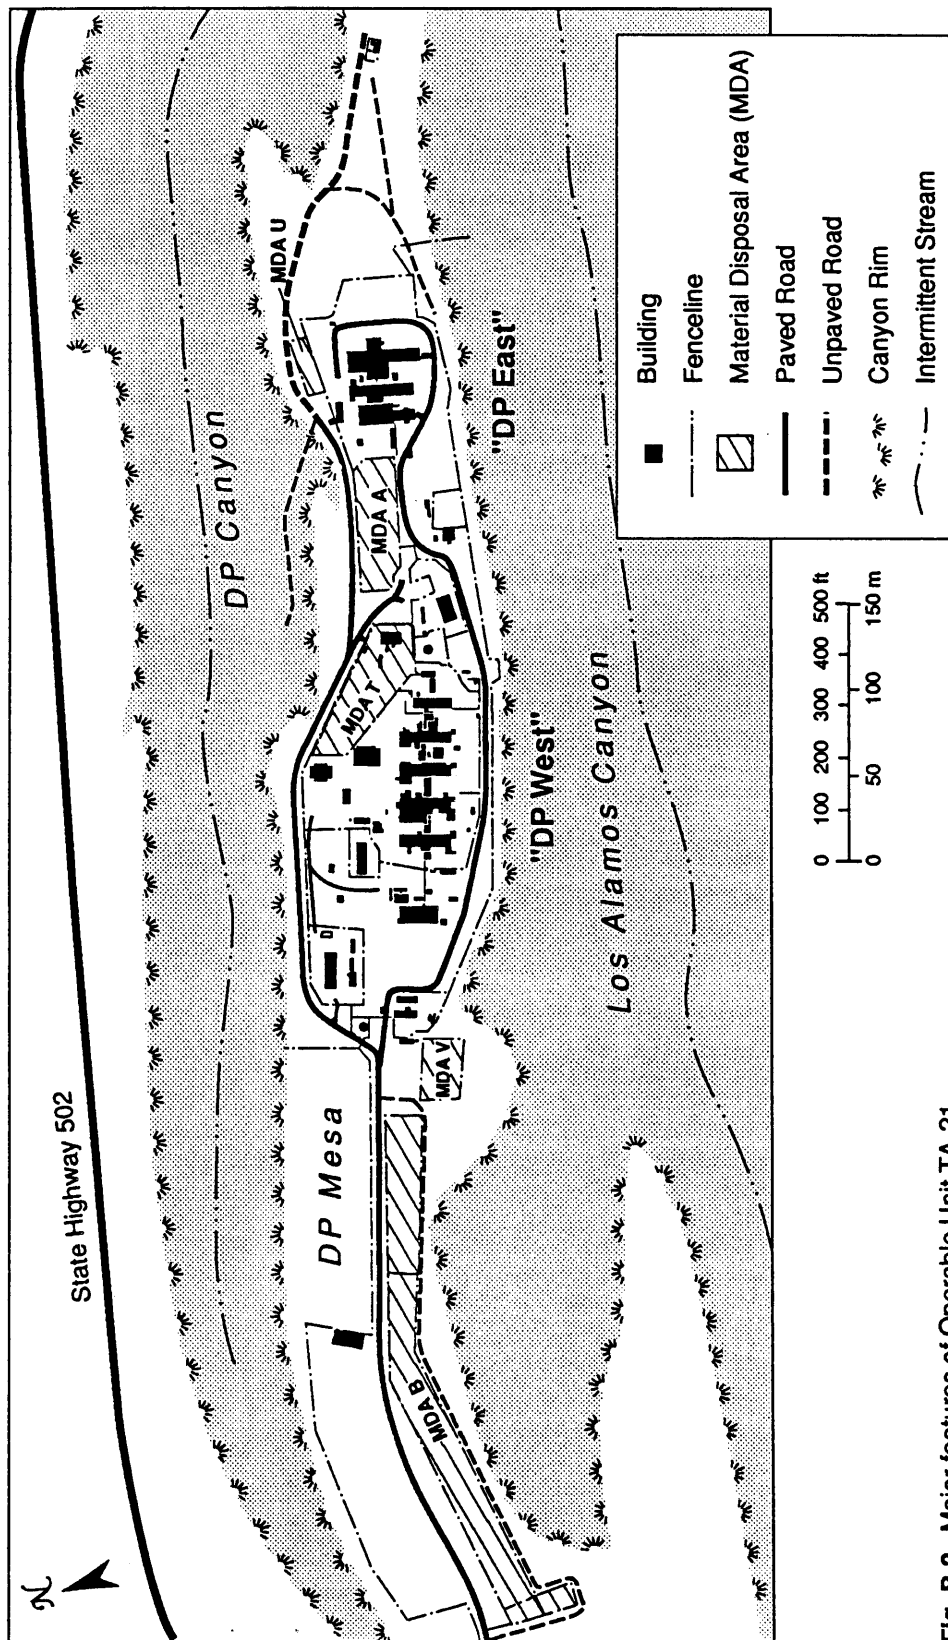 N
State Highway 502
DP Canyon
MDA U
DP Mesa
MDA A
MDA T
MDA V
MDA B
"DP East"
"DP West"
Los Alamos Canyon
Building
Fenceline
Material Disposal Area (MDA)
Paved Road
Unpaved Road
Canyon Rim
Intermittent Stream
0 100 200 300 400 500 ft
0 50 100 150 m
Major features of Operable Unit TA-21